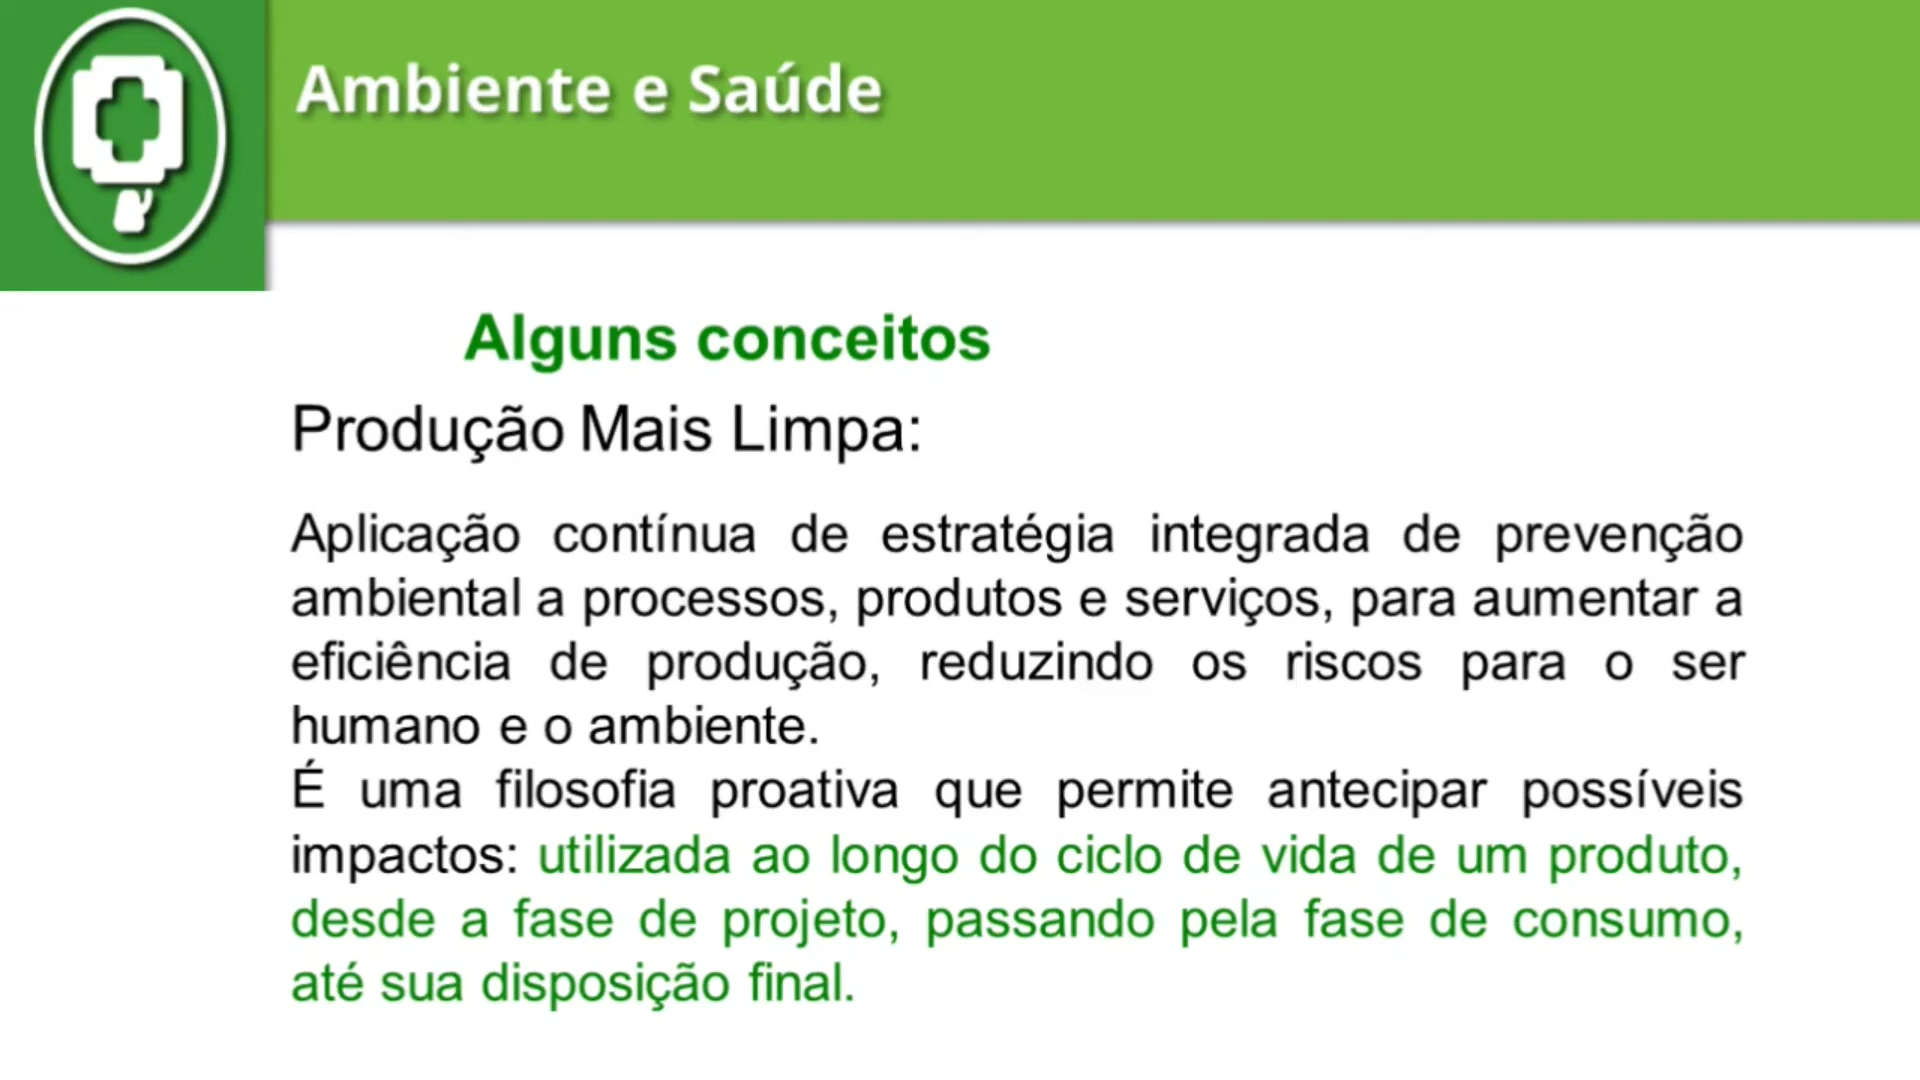 Ambiente e Saúde
Alguns conceitos
Produção Mais Limpa:
Aplicação contínua de estratégia integrada de prevenção
ambiental a processos, produtos e serviços, para aumentar a
eficiência de produção, reduzindo os riscos para o ser
humano e o ambiente.
É uma filosofia proativa que permite antecipar possíveis
impactos: utilizada ao longo do ciclo de vida de um produto,
desde a fase de projeto, passando pela fase de consumo,
até sua disposição final.